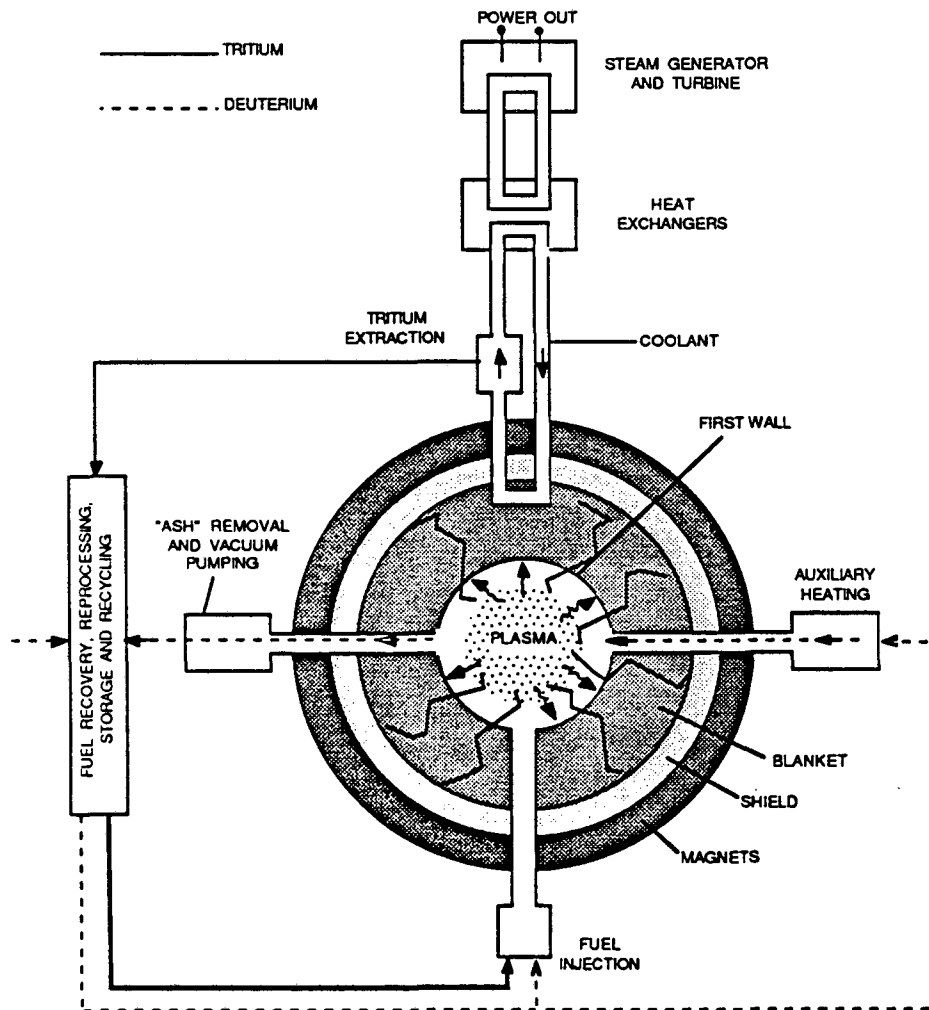 POWER OUT
TRITIUM
STEAM GENERATOR
AND TURBINE
DEUTERIUM
HEAT
EXCHANGERS
TRITIUM
EXTRACTION
COOLANT
FIRST WALL
"ASH" REMOVAL
AND VACUUM
PUMPING
AUXILIARY
HEATING
FUEL RECOVERY, REPROCESSING,
STORAGE AND RECYCLING
PLASMA
BLANKET
SHIELD
MAGNETS
FUEL
INJECTION